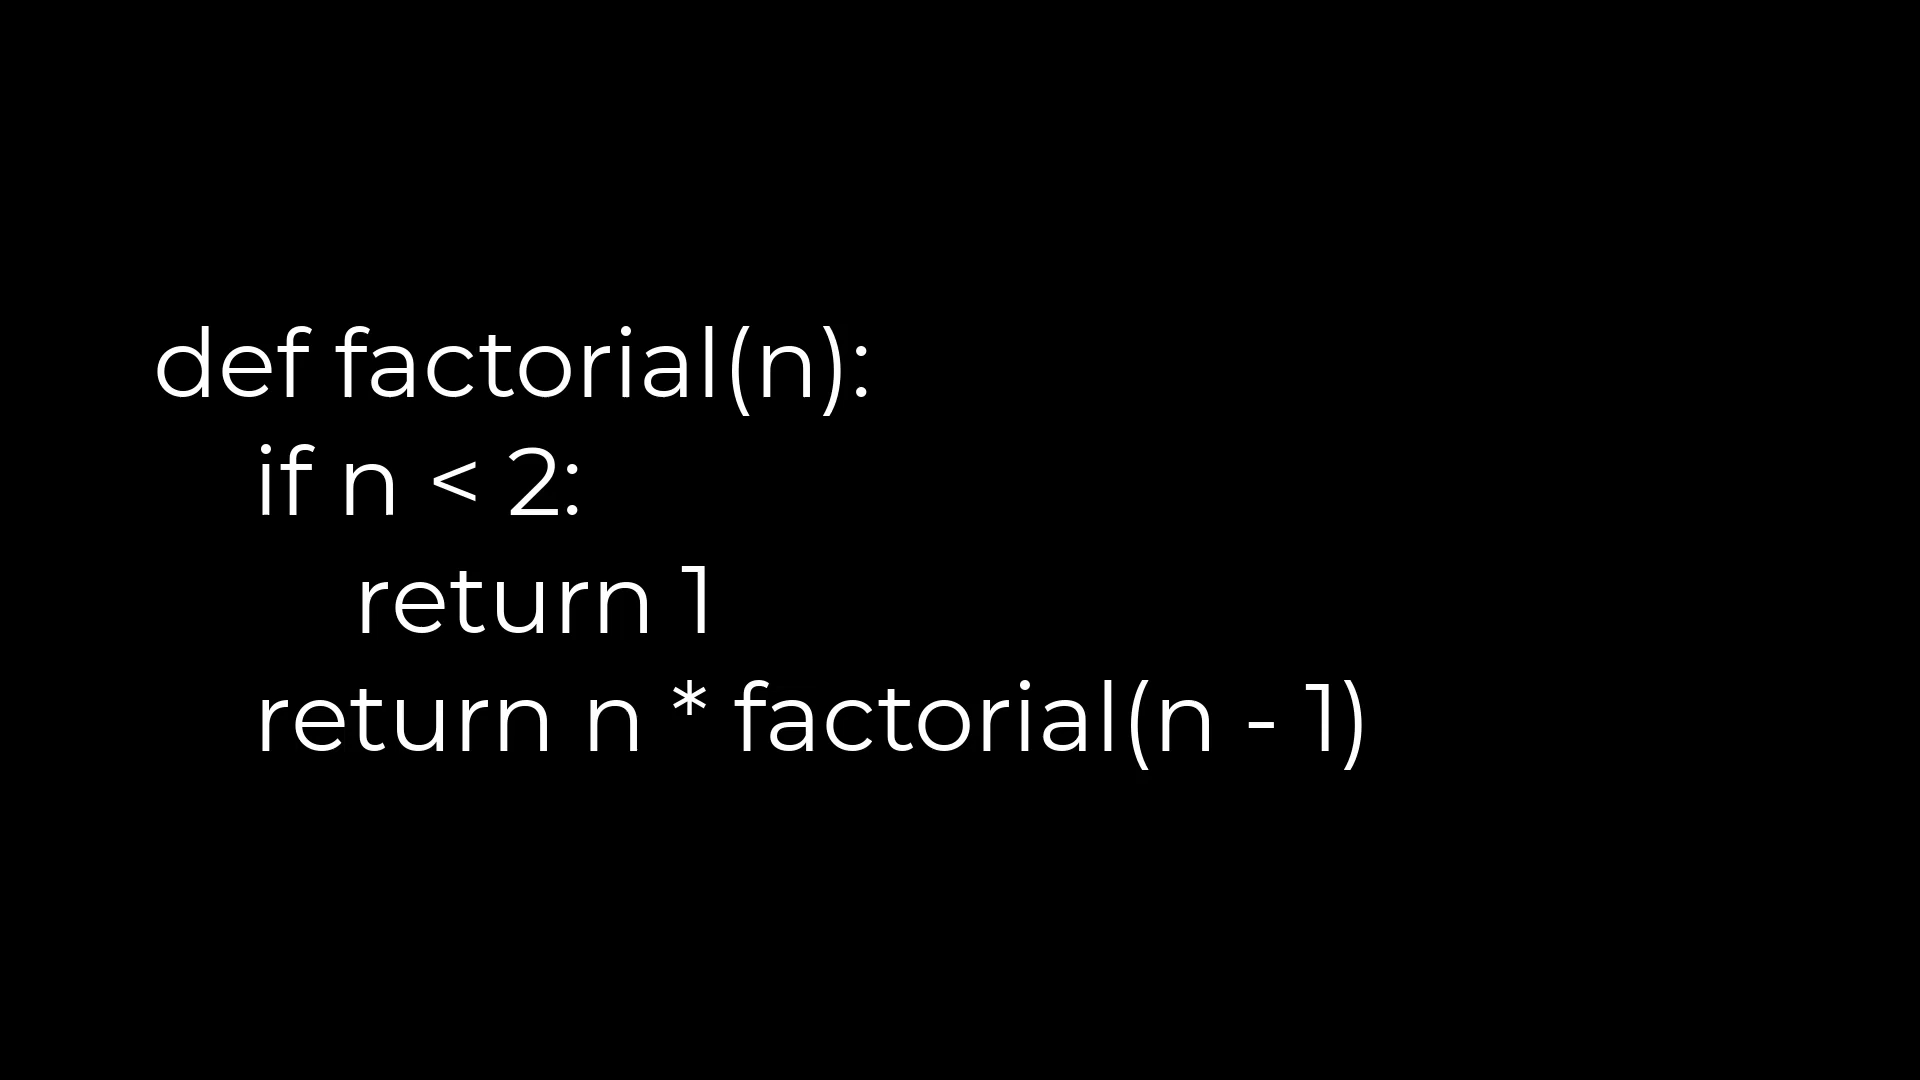 def factorial(n):
    if n < 2:
        return 1
    return n * factorial(n - 1)